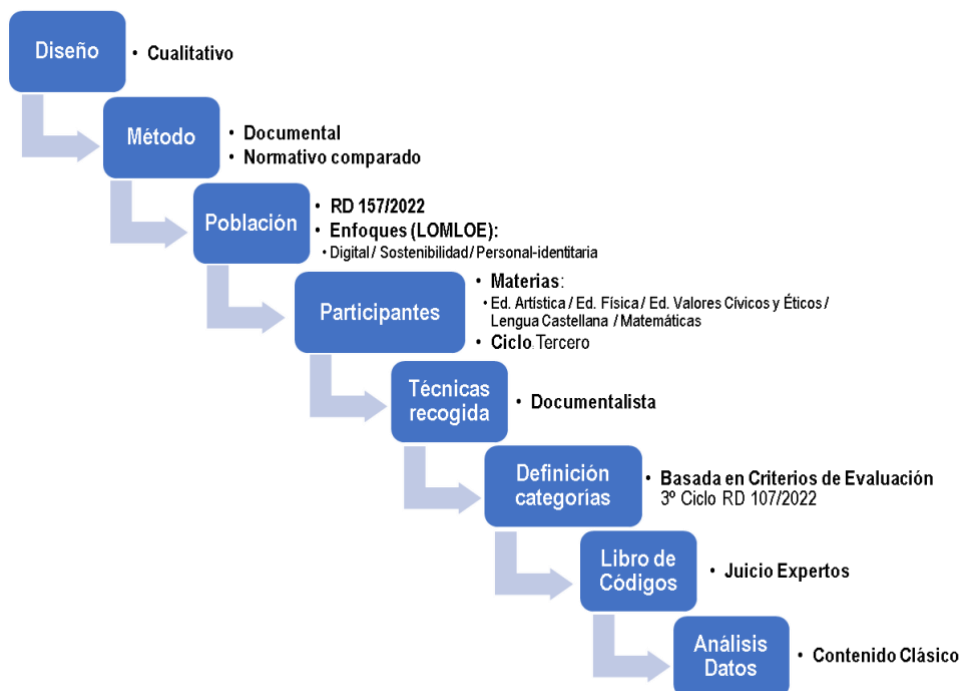 Diseño
• Cualitativo
Método
• Documental
• Normativo comparado
Población
• RD 157/2022
• Enfoques (LOMLOE):
• Digital / Sostenibilidad / Personal-identitaria
Participantes
• Materias:
• Ed. Artística / Ed. Física / Ed. Valores Cívicos y Éticos /
Lengua Castellana / Matemáticas
• Ciclo Tercero
Técnicas
recogida
• Documentalista
Definición
categorías
• Basada en Criterios de Evaluación
3º Ciclo RD 107/2022
Libro de
Códigos
• Juicio Expertos
Análisis
Datos
• Contenido Clásico